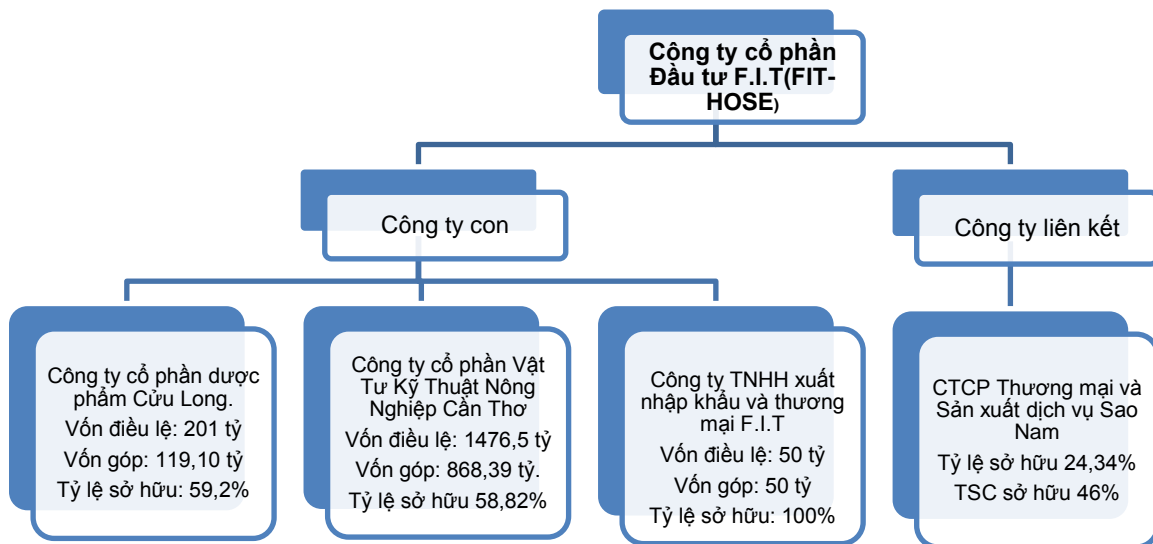 Công ty cổ phần
Đầu tư F.I.T(FIT-
HOSE)
Công ty con
Công ty liên kết
Công ty cổ phần dược
phẩm Cửu Long.
Vốn điều lệ: 201 tỷ
Vốn góp: 119,10 tỷ
Tỷ lệ sở hữu: 59,2%
Công ty cổ phần Vật
Tư Kỹ Thuật Nông
Nghiệp Cần Thơ
Vốn điều lệ: 1476,5 tỷ
Vốn góp: 868,39 tỷ.
Tỷ lệ sở hữu: 58,82%
Công ty TNHH xuất
nhập khẩu và thương
mại F.I.T
Vốn điều lệ: 50 tỷ
Vốn góp: 50 tỷ
Tỷ lệ sở hữu: 100%
CTCP Thương mại và
Sản xuất dịch vụ Sao
Nam
Tỷ lệ sở hữu 24,34%
TSC sở hữu 46%